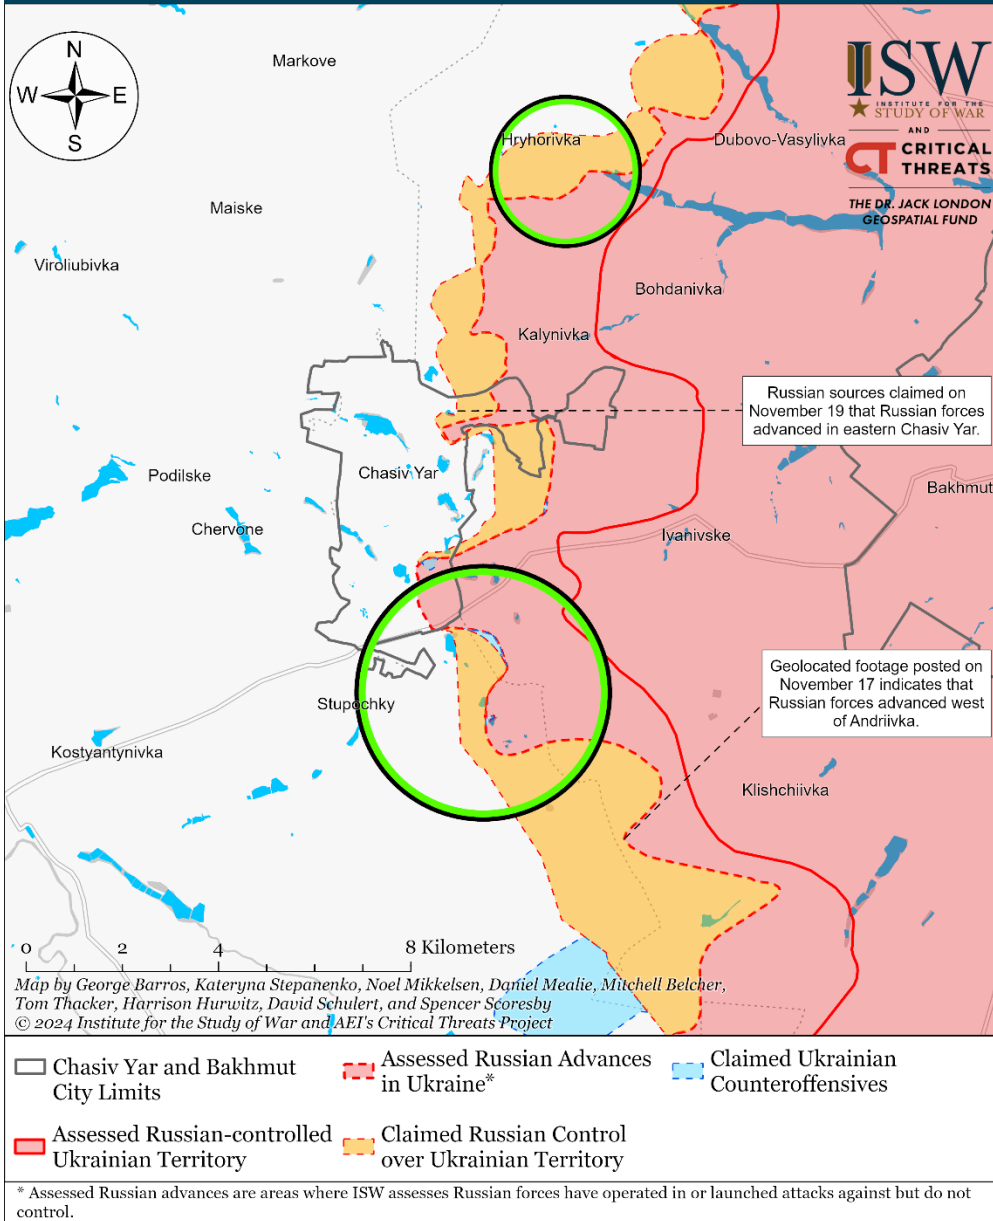 N
W
E
S
Markove
ISW
INSTITUTE FOR THE
STUDY OF WAR
AND
CT CRITICAL
THREATS
THE DR. JACK LONDON
GEOSPATIAL FUND
Hryhorivka
Dubovo-Vasylivka
Maiske
Viroliubivka
Bohdanivka
Kalynivka
Russian sources claimed on
November 19 that Russian forces
advanced in eastern Chasiv Yar.
Podilske
Chasiv Yar
Bakhmut
Chervone
Ivanivske
Geolocated footage posted on
November 17 indicates that
Russian forces advanced west
of Andriivka.
Stupochky
Kostyantynivka
Klishchiivka
0 2 4 8 Kilometers
Map by George Barros, Kateryna Stepanenko, Noel Mikkelsen, Daniel Mealie, Mitchell Belcher,
Tom Thacker, Harrison Hurwitz, David Schulert, and Spencer Scoresby
© 2024 Institute for the Study of War and AEI's Critical Threats Project
Chasiv Yar and Bakhmut
City Limits
Assessed Russian Advances
in Ukraine*
Claimed Ukrainian
Counteroffensives
Assessed Russian-controlled
Ukrainian Territory
Claimed Russian Control
over Ukrainian Territory
* Assessed Russian advances are areas where ISW assesses Russian forces have operated in or launched attacks against but do not
control.